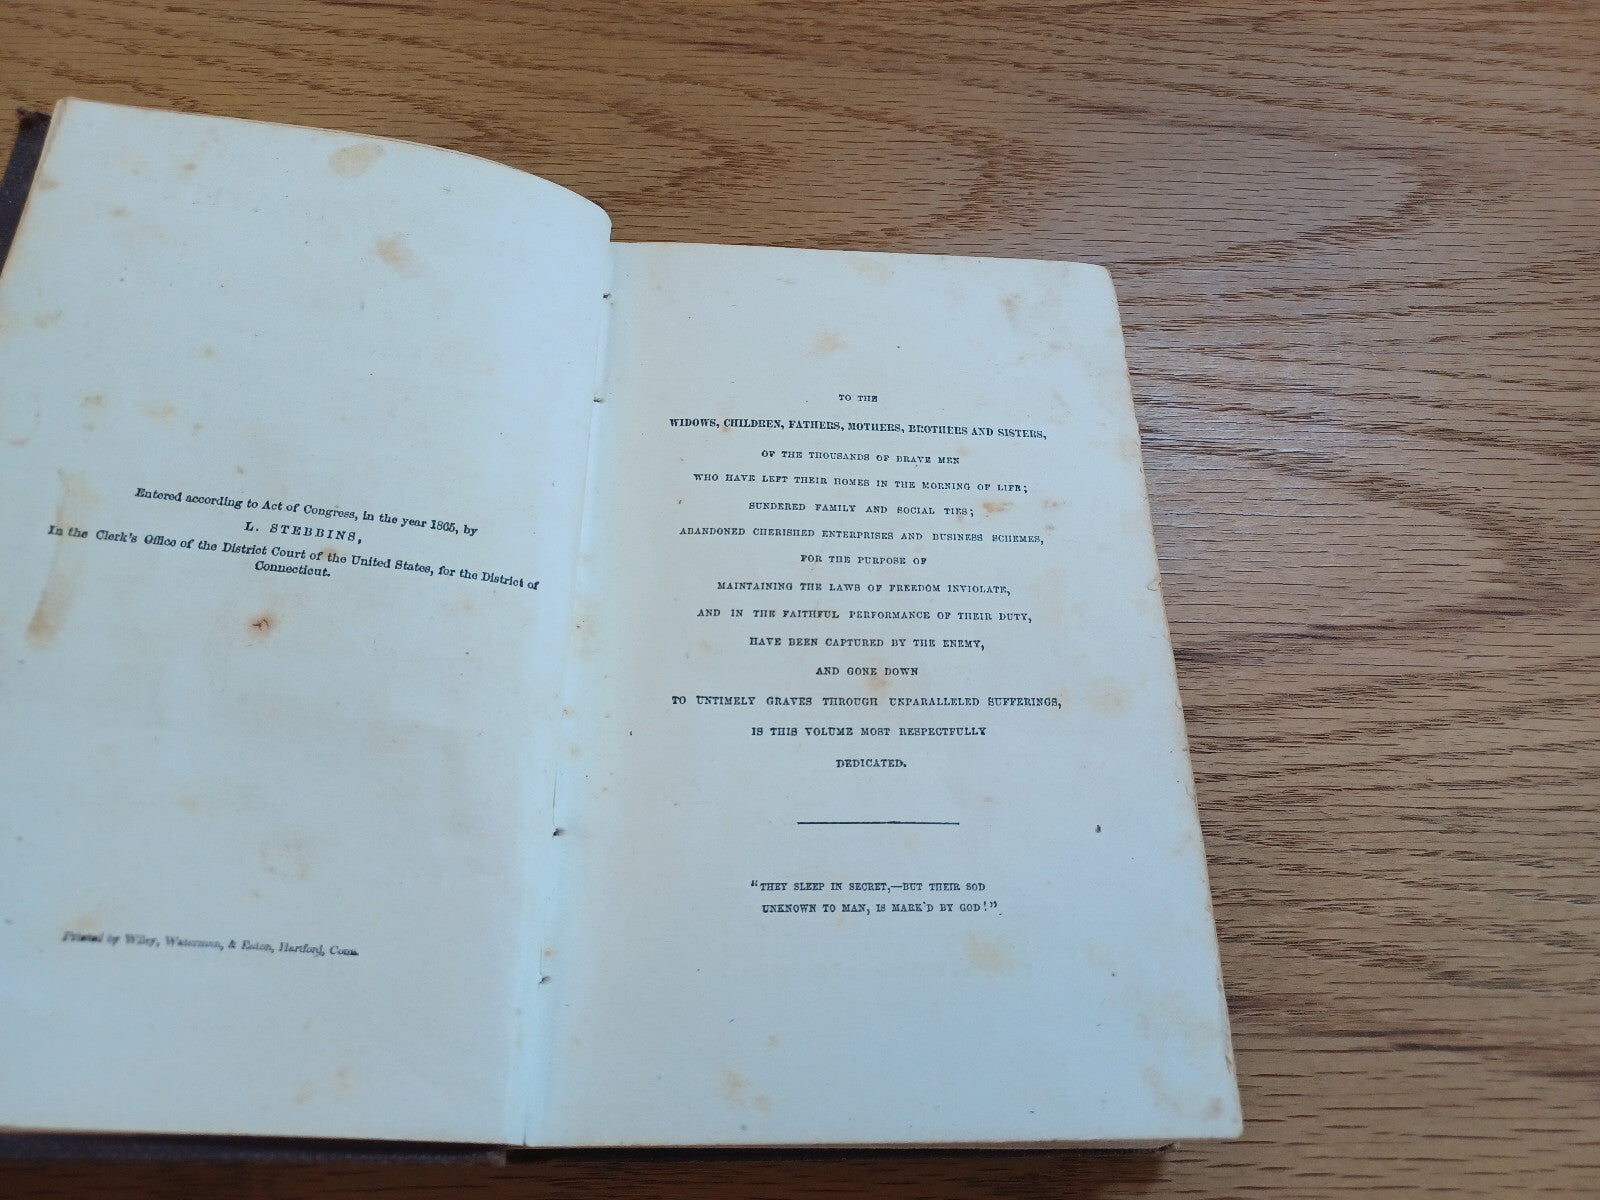 Entered according to Act of Congress, in the year 1865, by
L. STEBBINS,
In the Clerk's Office of the District Court of the United States, for the District of
Connecticut.
Printed by Wiley, Waterman, & Eaton, Hartford, Conn.
TO THE
WIDOWS, CHILDREN, FATHERS, MOTHERS, BROTHERS AND SISTERS,
OF THE THOUSANDS OF BRAVE MEN
WHO HAVE LEFT THEIR HOMES IN THE MORNING OF LIFE;
SUNDERED FAMILY AND SOCIAL TIES;
ABANDONED CHERISHED ENTERPRISES AND BUSINESS SCHEMES,
FOR THE PURPOSE OF
MAINTAINING THE LAWS OF FREEDOM INVIOLATE,
AND IN THE FAITHFUL PERFORMANCE OF THEIR DUTY,
HAVE BEEN CAPTURED BY THE ENEMY,
AND GONE DOWN
TO UNTIMELY GRAVES THROUGH UNPARALLELED SUFFERINGS,
IS THIS VOLUME MOST RESPECTFULLY
DEDICATED.
"THEY SLEEP IN SECRET,—BUT THEIR SOD
UNKNOWN TO MAN, IS MARK'D BY GOD!"